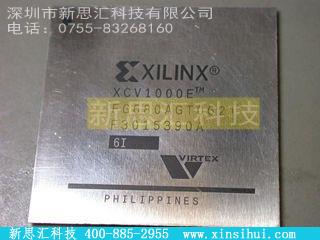 深圳市新思汇科技有限公司
电话：0755-83268160
XILINX®
XCV1000E™
F3015390A
6I
VIRTEX
PHILIPPINES
新思汇科技 400-885-2955 www.xinsihui.com